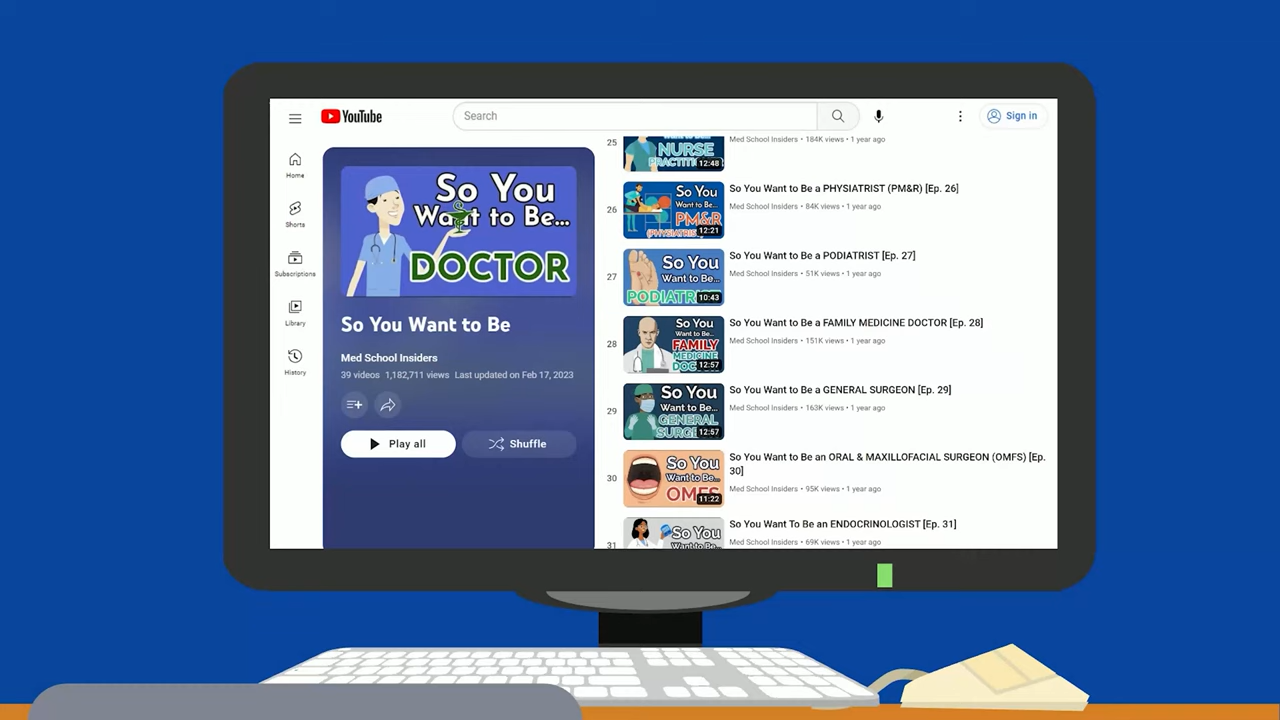 YouTube
Search
Sign in
Home
Shorts
Subscriptions
Library
History
So You
Want to Be...
DOCTOR
So You Want to Be
Med School Insiders
39 videos 1,182,711 views Last updated on Feb 17, 2023
Play all
Shuffle
25
NURSE
12:48
Med School Insiders • 184K views • 1 year ago
26
So You
Want to Be...
PM&R
12:21
So You Want to Be a PHYSIATRIST (PM&R) [Ep. 26]
Med School Insiders • 84K views • 1 year ago
27
So You
Want to Be...
10:43
So You Want to Be a PODIATRIST [Ep. 27]
Med School Insiders • 51K views • 1 year ago
28
So You
Want to Be...
FAMILY
MEDICINE
12:57
So You Want to Be a FAMILY MEDICINE DOCTOR [Ep. 28]
Med School Insiders • 151K views • 1 year ago
29
So You
Want to Be...
GENERAL
12:57
So You Want to Be a GENERAL SURGEON [Ep. 29]
Med School Insiders • 163K views • 1 year ago
30
So You
Want to Be...
OMFS
11:22
So You Want to Be an ORAL & MAXILLOFACIAL SURGEON (OMFS) [Ep.
30]
Med School Insiders • 95K views • 1 year ago
31
So You
So You Want To Be an ENDOCRINOLOGIST [Ep. 31]
Med School Insiders • 69K views • 1 year ago